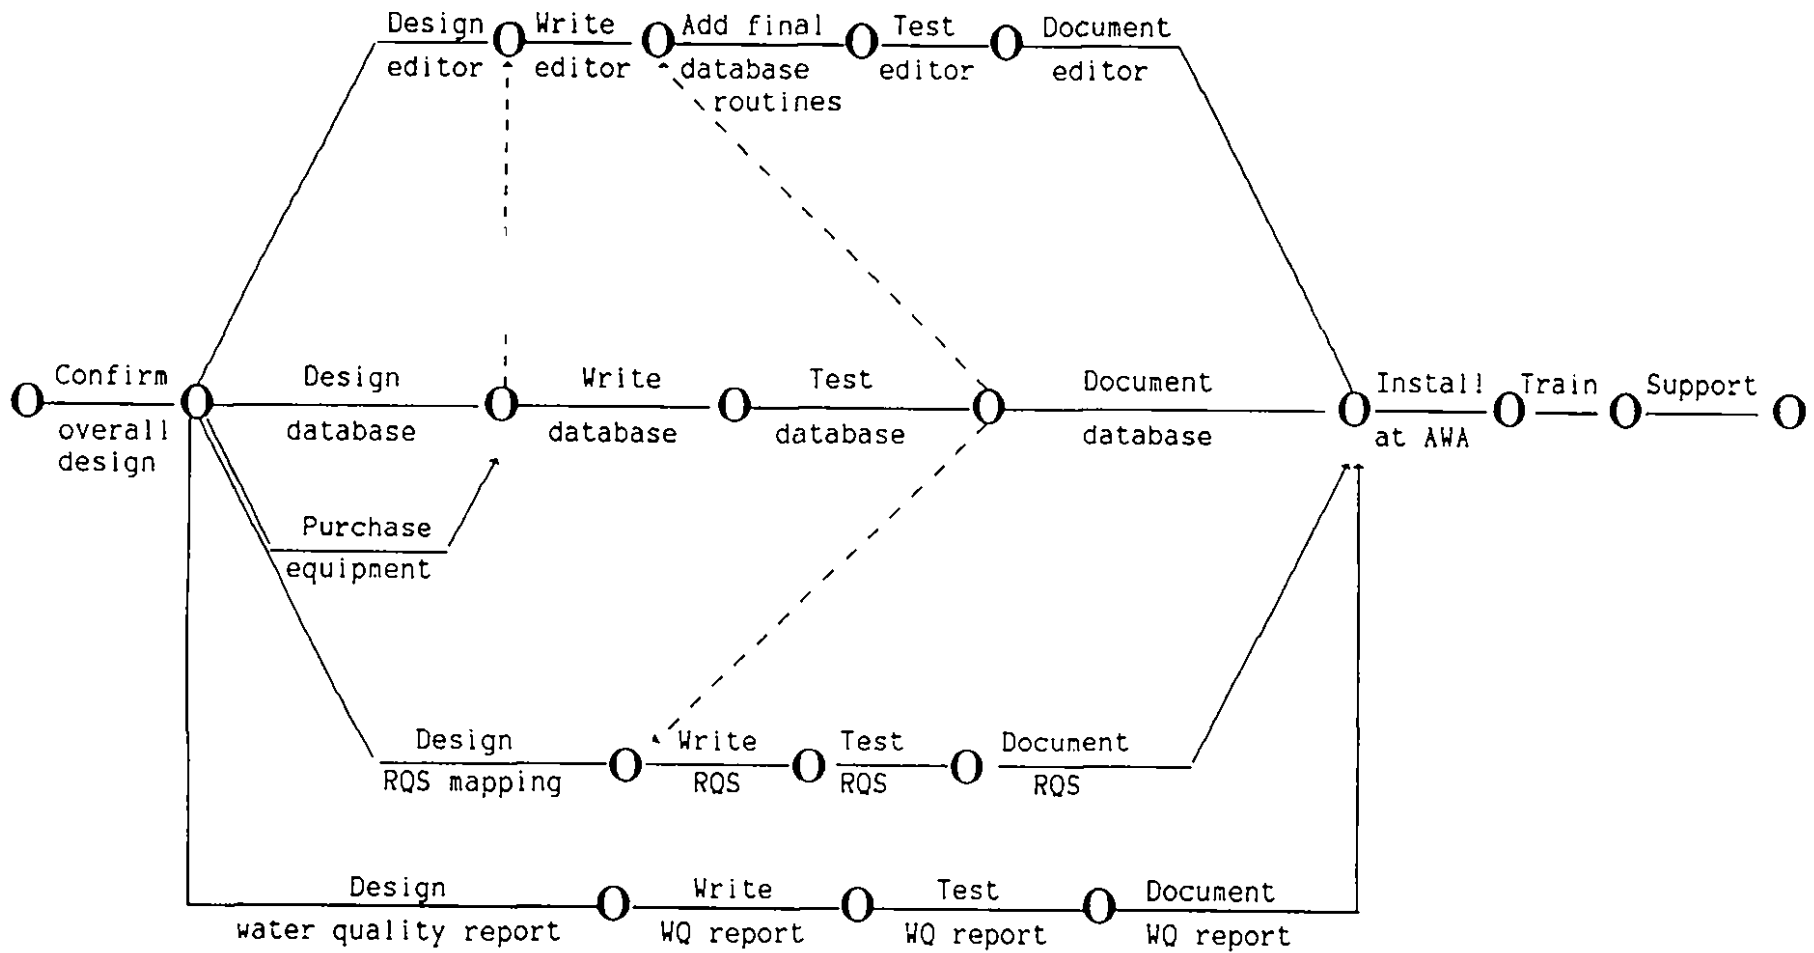 Design
editor
Write
editor
Add final
database
routines
Test
editor
Document
editor
Confirm
overall
design
Design
database
Write
database
Test
database
Document
database
Install
at AWA
Train
Support
Purchase
equipment
Design
RQS mapping
Write
RQS
Test
RQS
Document
RQS
Design
water quality report
Write
WQ report
Test
WQ report
Document
WQ report